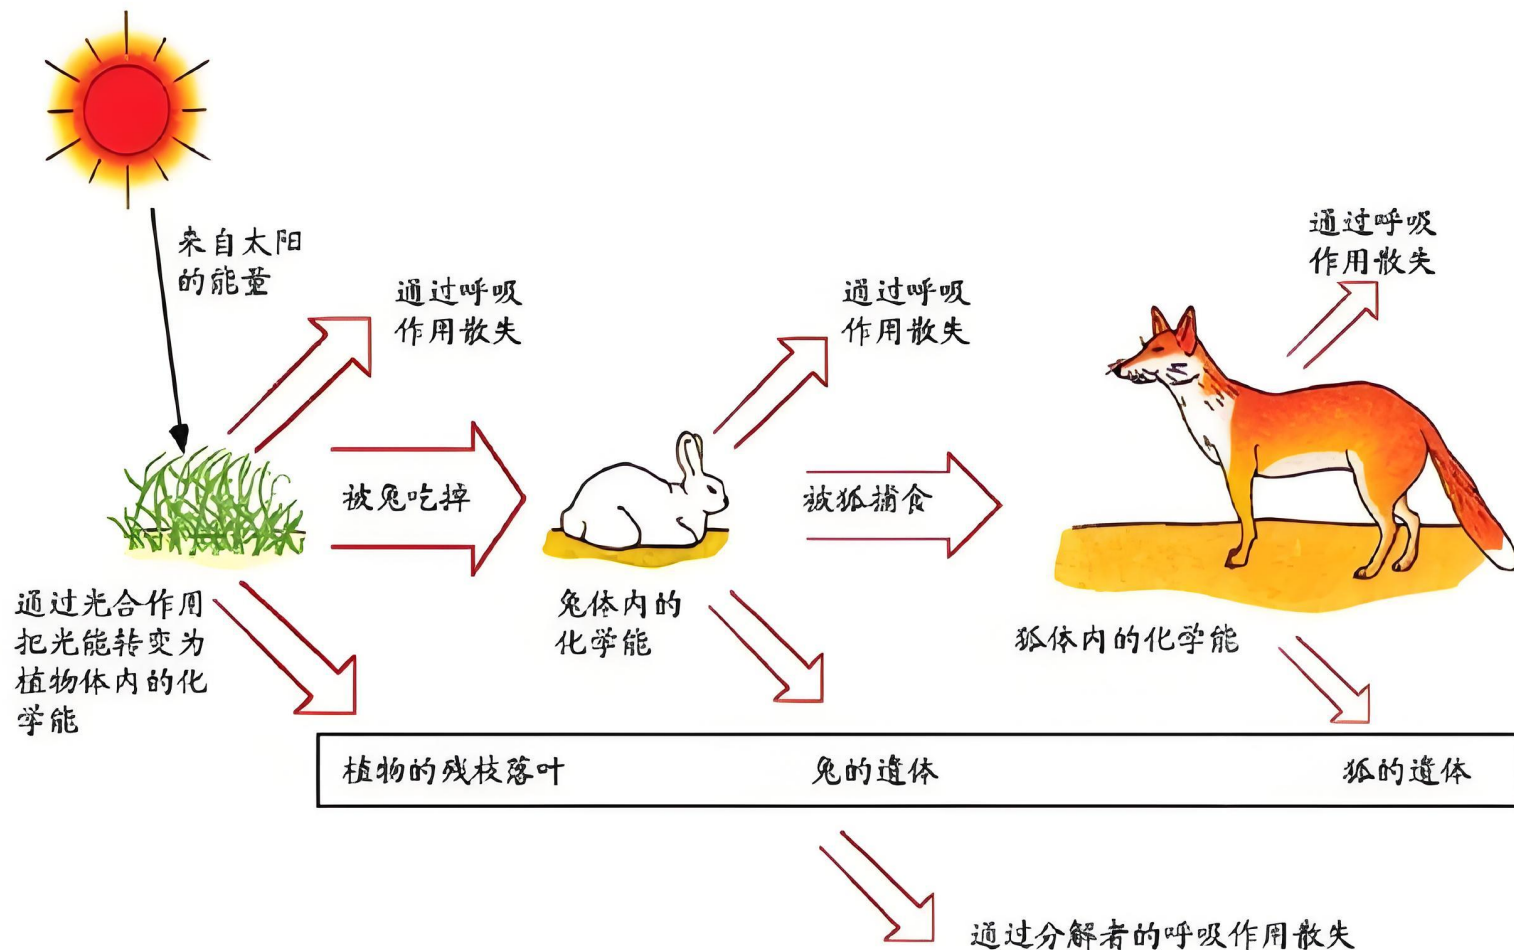 来自太阳
的能量
通过呼吸
作用散失
通过呼吸
作用散失
通过呼吸
作用散失
被兔吃掉
被狐捕食
通过光合作用
把光能转变为
植物体内的化
学能
兔体内的
化学能
狐体内的化学能
植物的残枝落叶
兔的遗体
狐的遗体
通过分解者的呼吸作用散失